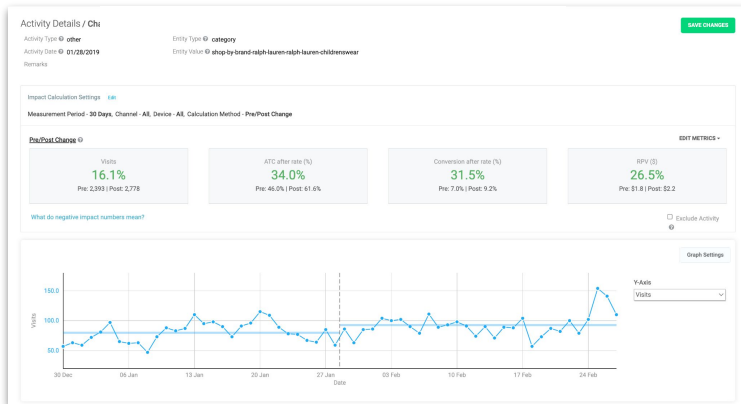 Activity Details / Cha
SAVE CHANGES
Activity Type other
Entity Type category
Activity Date 01/28/2019
Entity Value shop-by-brand-ralph-lauren-ralph-lauren-childrenswear
Remarks
Impact Calculation Settings Edit
Measurement Period - 30 Days, Channel - All, Device - All, Calculation Method - Pre/Post Change
Pre/Post Change
EDIT METRICS
Visits
16.1%
Pre: 2,393 | Post: 2,778
ATC after rate (%)
34.0%
Pre: 46.0% | Post: 61.6%
Conversion after rate (%)
31.5%
Pre: 7.0% | Post: 9.2%
RPV ($)
26.5%
Pre: $1.8 | Post: $2.2
What do negative impact numbers mean?
Exclude Activity
Graph Settings
Y-Axis
Visits
150.0
100.0
50.0
Visits
30 Dec 06 Jan 13 Jan 20 Jan 27 Jan 03 Feb 10 Feb 17 Feb 24 Feb
Date